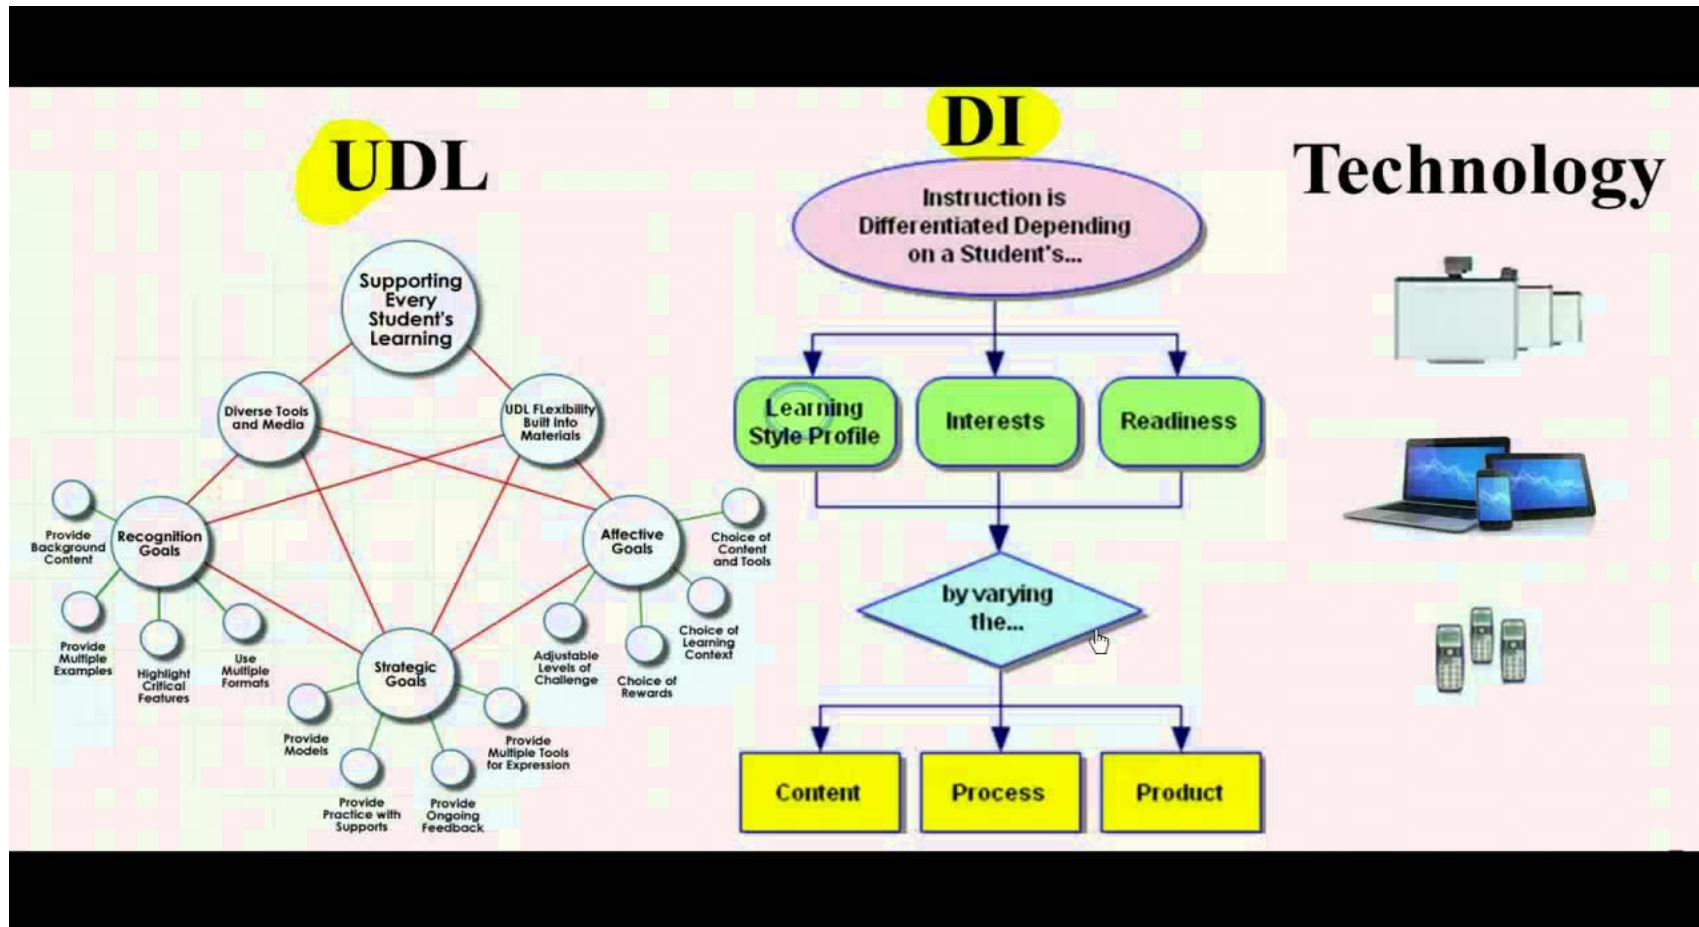 UDL
Supporting
Every
Student's
Learning
Diverse Tools
and Media
UDL FLexibility
Built Into
Materials
Recognition
Goals
Affective
Goals
Strategic
Goals
Provide
Background
Content
Provide
Multiple
Examples
Highlight
Critical
Features
Use
Multiple
Formats
Provide
Models
Provide
Practice with
Supports
Provide
Ongoing
Feedback
Provide
Multiple Tools
for Expression
Adjustable
Levels of
Challenge
Choice of
Rewards
Choice of
Learning
Context
Choice of
Content
and Tools
DI
Instruction is
Differentiated Depending
on a Student's...
Learning
Style Profile
Interests
Readiness
by varying
the...
Content
Process
Product
Technology